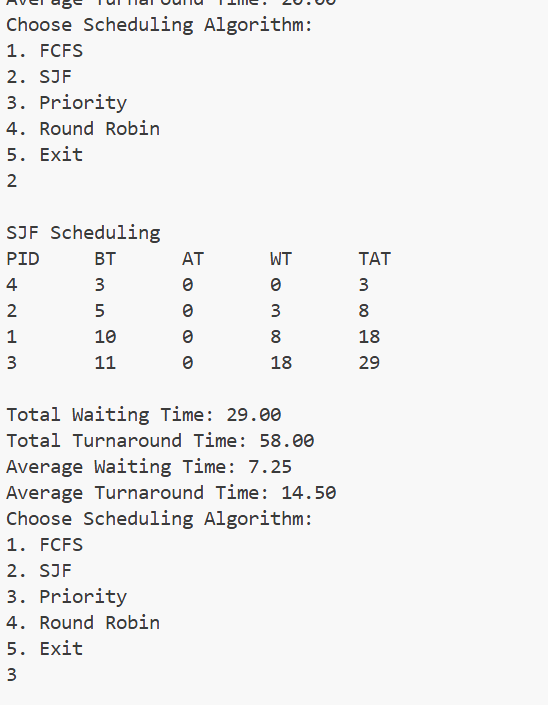 Average Turnaround Time: 20.00
Choose Scheduling Algorithm:
1. FCFS
2. SJF
3. Priority
4. Round Robin
5. Exit
2
SJF Scheduling
PID BT AT WT TAT
4 3 0 0 3
2 5 0 3 8
1 10 0 8 18
3 11 0 18 29
Total Waiting Time: 29.00
Total Turnaround Time: 58.00
Average Waiting Time: 7.25
Average Turnaround Time: 14.50
Choose Scheduling Algorithm:
1. FCFS
2. SJF
3. Priority
4. Round Robin
5. Exit
3